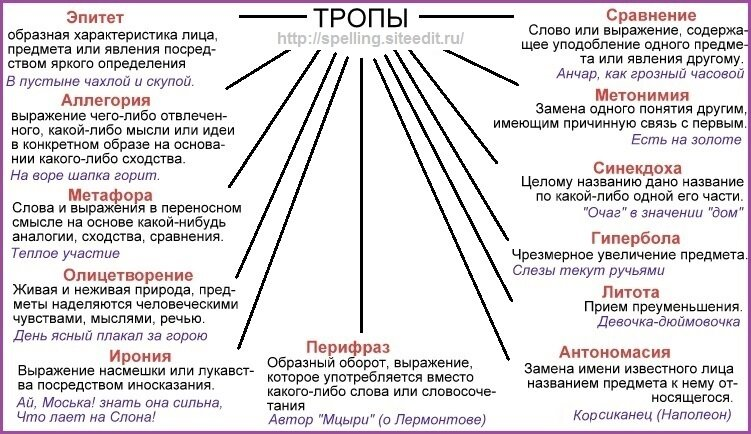 ТРОПЫ
http://spelling.siteedit.ru/
Эпитет
образная характеристика лица,
предмета или явления посред-
ством яркого определения
В пустыне чахлой и скупой.
Аллегория
выражение чего-либо отвлечен-
ного, какой-либо мысли или идеи
в конкретном образе на основа-
нии какого-либо сходства.
На воре шапка горит.
Метафора
Слова и выражения в переносном
смысле на основе какой-нибудь
аналогии, сходства, сравнения.
Теплое участие
Олицетворение
Живая и неживая природа, пред-
меты наделяются человеческими
чувствами, мыслями, речью.
День ясный плакал за горою
Ирония
Выражение насмешки или лукавст-
ва посредством иносказания.
Ай, Моська! знать она сильна,
Что лает на Слона!
Перифраз
Образный оборот, выражение,
которое употребляется вместо
какого-либо слова или словосоче-
тания
Автор "Мцыри" (о Лермонтове)
Сравнение
Слово или выражение, содержа-
щее уподобление одного предме-
та или явления другому.
Анчар, как грозный часовой
Метонимия
Замена одного понятия другим,
имеющим причинную связь с первым.
Есть на золоте
Синекдоха
Целому названию дано название
по какой-либо одной его части.
"Очаг" в значении "дом"
Гипербола
Чрезмерное увеличение предмета.
Слезы текут ручьями
Литота
Прием преуменьшения.
Девочка-дюймовочка
Антономасия
Замена имени известного лица
названием предмета к нему от-
носящегося.
Корсиканец (Наполеон)